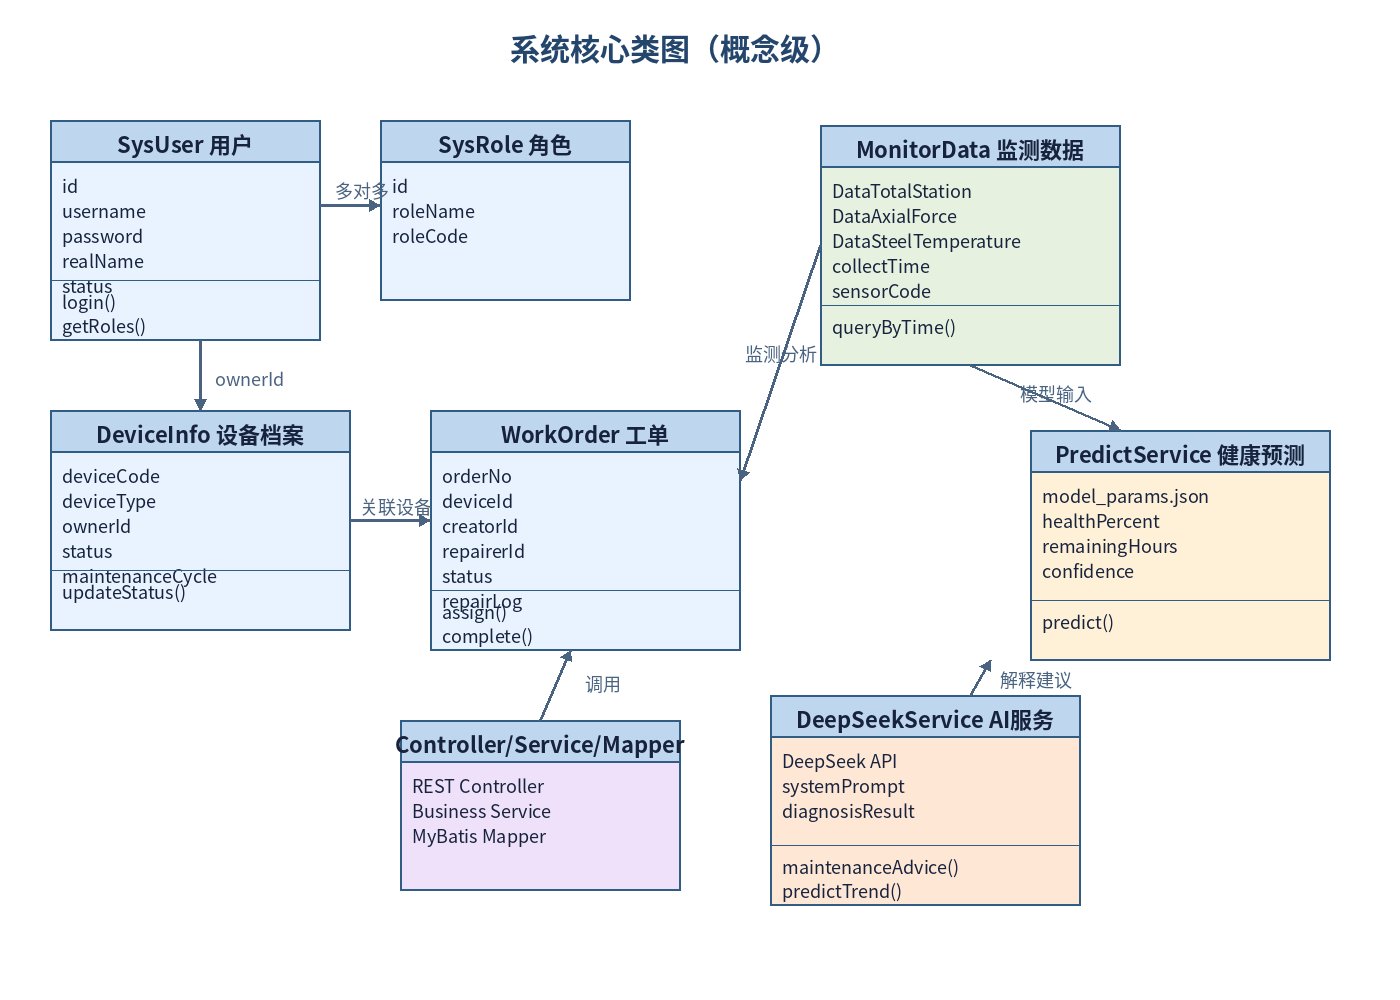 系统核心类图（概念级）
SysUser 用户
id
username
password
realName
status
login()
getRoles()
多对多
SysRole 角色
id
roleName
roleCode
MonitorData 监测数据
DataTotalStation
DataAxialForce
DataSteelTemperature
collectTime
sensorCode
queryByTime()
ownerId
监测分析
模型输入
DeviceInfo 设备档案
deviceCode
deviceType
ownerId
status
maintenanceCycle
updateStatus()
关联设备
WorkOrder 工单
orderNo
deviceId
creatorId
repairerId
status
repairLog
assign()
complete()
PredictService 健康预测
model_params.json
healthPercent
remainingHours
confidence
predict()
调用
解释建议
Controller/Service/Mapper
REST Controller
Business Service
MyBatis Mapper
DeepSeekService AI服务
DeepSeek API
systemPrompt
diagnosisResult
maintenanceAdvice()
predictTrend()